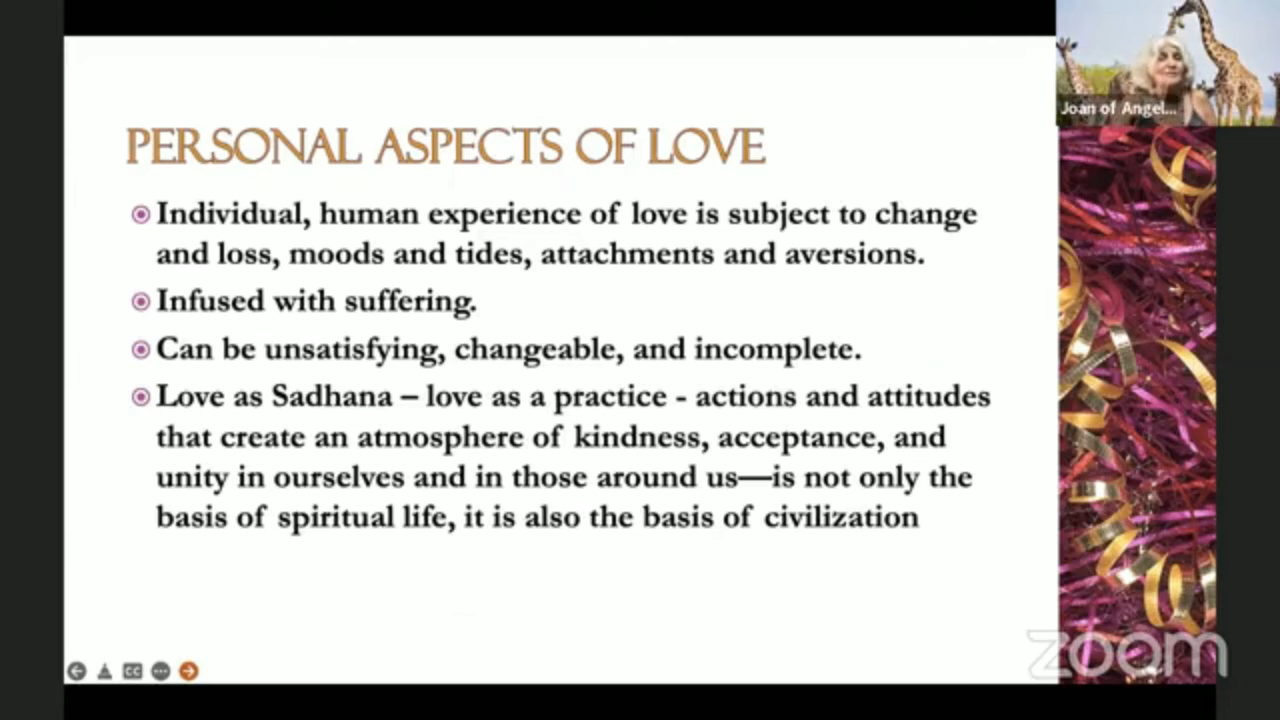 Joan of Angel...
PERSONAL ASPECTS OF LOVE
Individual, human experience of love is subject to change
and loss, moods and tides, attachments and aversions.
Infused with suffering.
Can be unsatisfying, changeable, and incomplete.
Love as Sadhana – love as a practice - actions and attitudes
that create an atmosphere of kindness, acceptance, and
unity in ourselves and in those around us—is not only the
basis of spiritual life, it is also the basis of civilization
CC
zoom